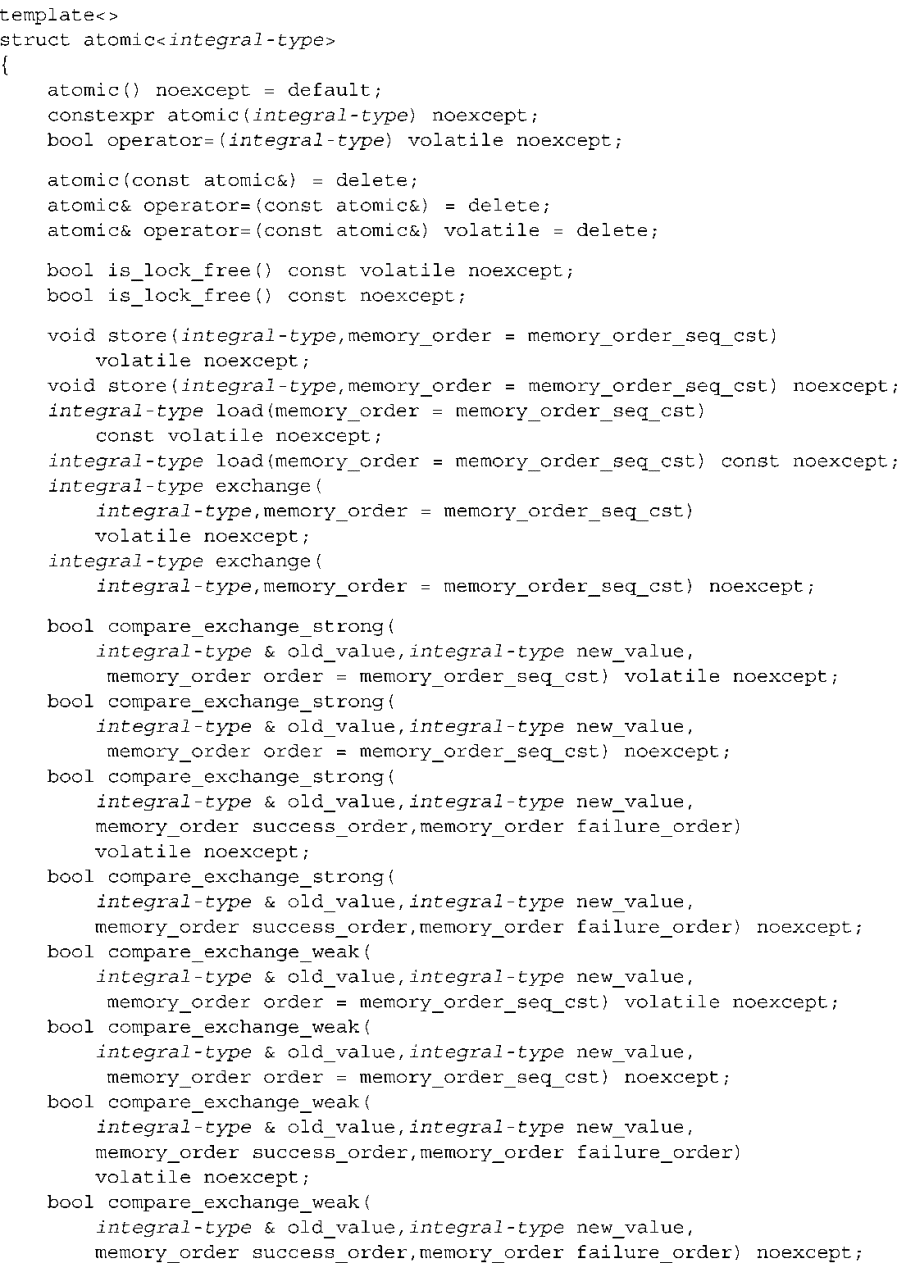 template<>
struct atomic<integral-type>
{
    atomic() noexcept = default;
    constexpr atomic(integral-type) noexcept;
    bool operator=(integral-type) volatile noexcept;
    atomic(const atomic&) = delete;
    atomic& operator=(const atomic&) = delete;
    atomic& operator=(const atomic&) volatile = delete;
    bool is_lock_free() const volatile noexcept;
    bool is_lock_free() const noexcept;
    void store(integral-type,memory_order = memory_order_seq_cst)
        volatile noexcept;
    void store(integral-type,memory_order = memory_order_seq_cst) noexcept;
    integral-type load(memory_order = memory_order_seq_cst)
        const volatile noexcept;
    integral-type load(memory_order = memory_order_seq_cst) const noexcept;
    integral-type exchange(
        integral-type,memory_order = memory_order_seq_cst)
        volatile noexcept;
    integral-type exchange(
        integral-type,memory_order = memory_order_seq_cst) noexcept;
    bool compare_exchange_strong(
        integral-type & old_value,integral-type new_value,
         memory_order order = memory_order_seq_cst) volatile noexcept;
    bool compare_exchange_strong(
        integral-type & old_value,integral-type new_value,
         memory_order order = memory_order_seq_cst) noexcept;
    bool compare_exchange_strong(
        integral-type & old_value,integral-type new_value,
        memory_order success_order,memory_order failure_order)
        volatile noexcept;
    bool compare_exchange_strong(
        integral-type & old_value,integral-type new_value,
        memory_order success_order,memory_order failure_order) noexcept;
    bool compare_exchange_weak(
        integral-type & old_value,integral-type new_value,
         memory_order order = memory_order_seq_cst) volatile noexcept;
    bool compare_exchange_weak(
        integral-type & old_value,integral-type new_value,
         memory_order order = memory_order_seq_cst) noexcept;
    bool compare_exchange_weak(
        integral-type & old_value,integral-type new_value,
        memory_order success_order,memory_order failure_order)
        volatile noexcept;
    bool compare_exchange_weak(
        integral-type & old_value,integral-type new_value,
        memory_order success_order,memory_order failure_order) noexcept;